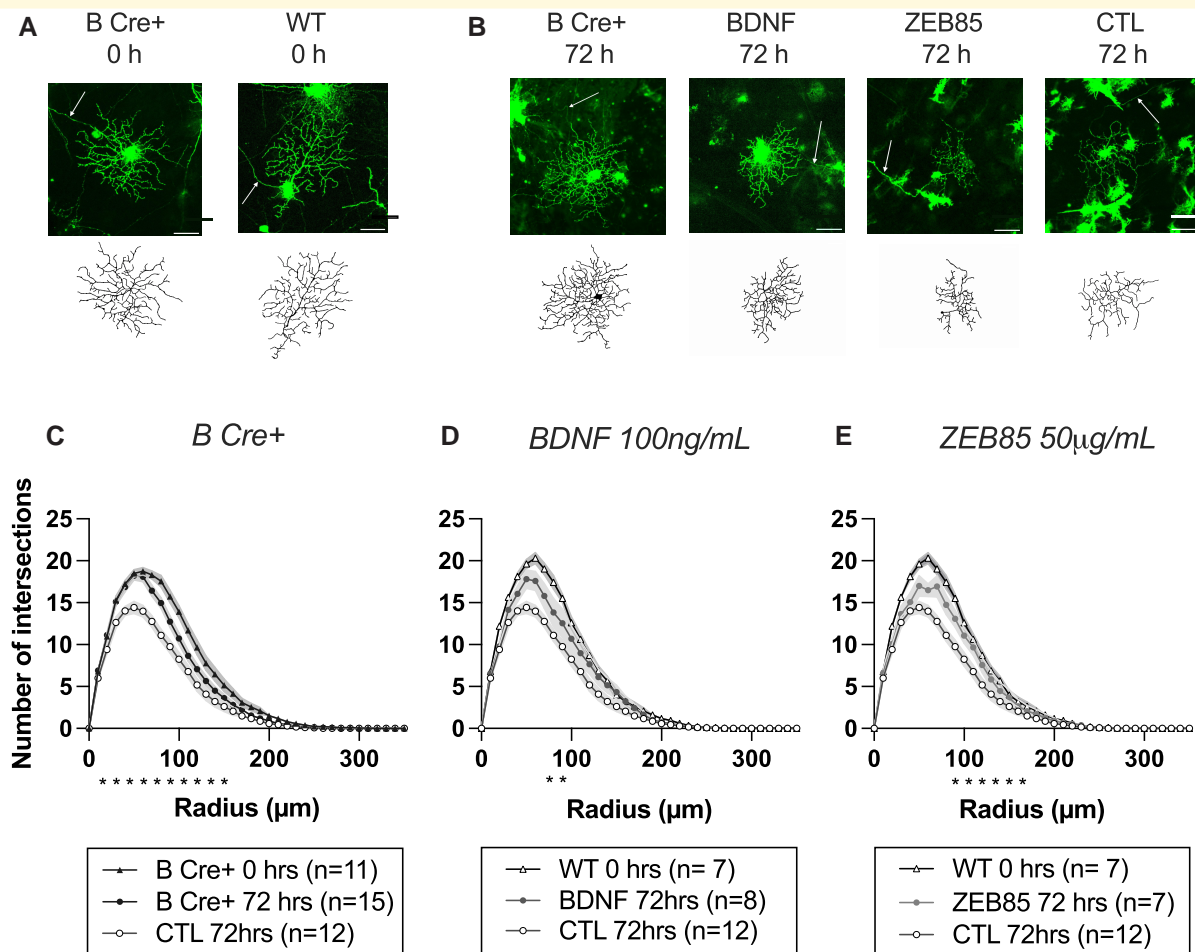 A
B Cre+
0 h
WT
0 h
B
B Cre+
72 h
BDNF
72 h
ZEB85
72 h
CTL
72 h
C
B Cre+
D
BDNF 100ng/mL
E
ZEB85 50µg/mL
Number of intersections
25
20
15
10
5
0
0
100
200
300
* * * * * * * * * *
Radius (µm)
25
20
15
10
5
0
0
100
200
300
* *
Radius (µm)
25
20
15
10
5
0
0
100
200
300
* * * * * *
Radius (µm)
B Cre+ 0 hrs (n=11)
B Cre+ 72 hrs (n=15)
CTL 72hrs (n=12)
WT 0 hrs (n= 7)
BDNF 72hrs (n=8)
CTL 72hrs (n=12)
WT 0 hrs (n= 7)
ZEB85 72 hrs (n=7)
CTL 72hrs (n=12)